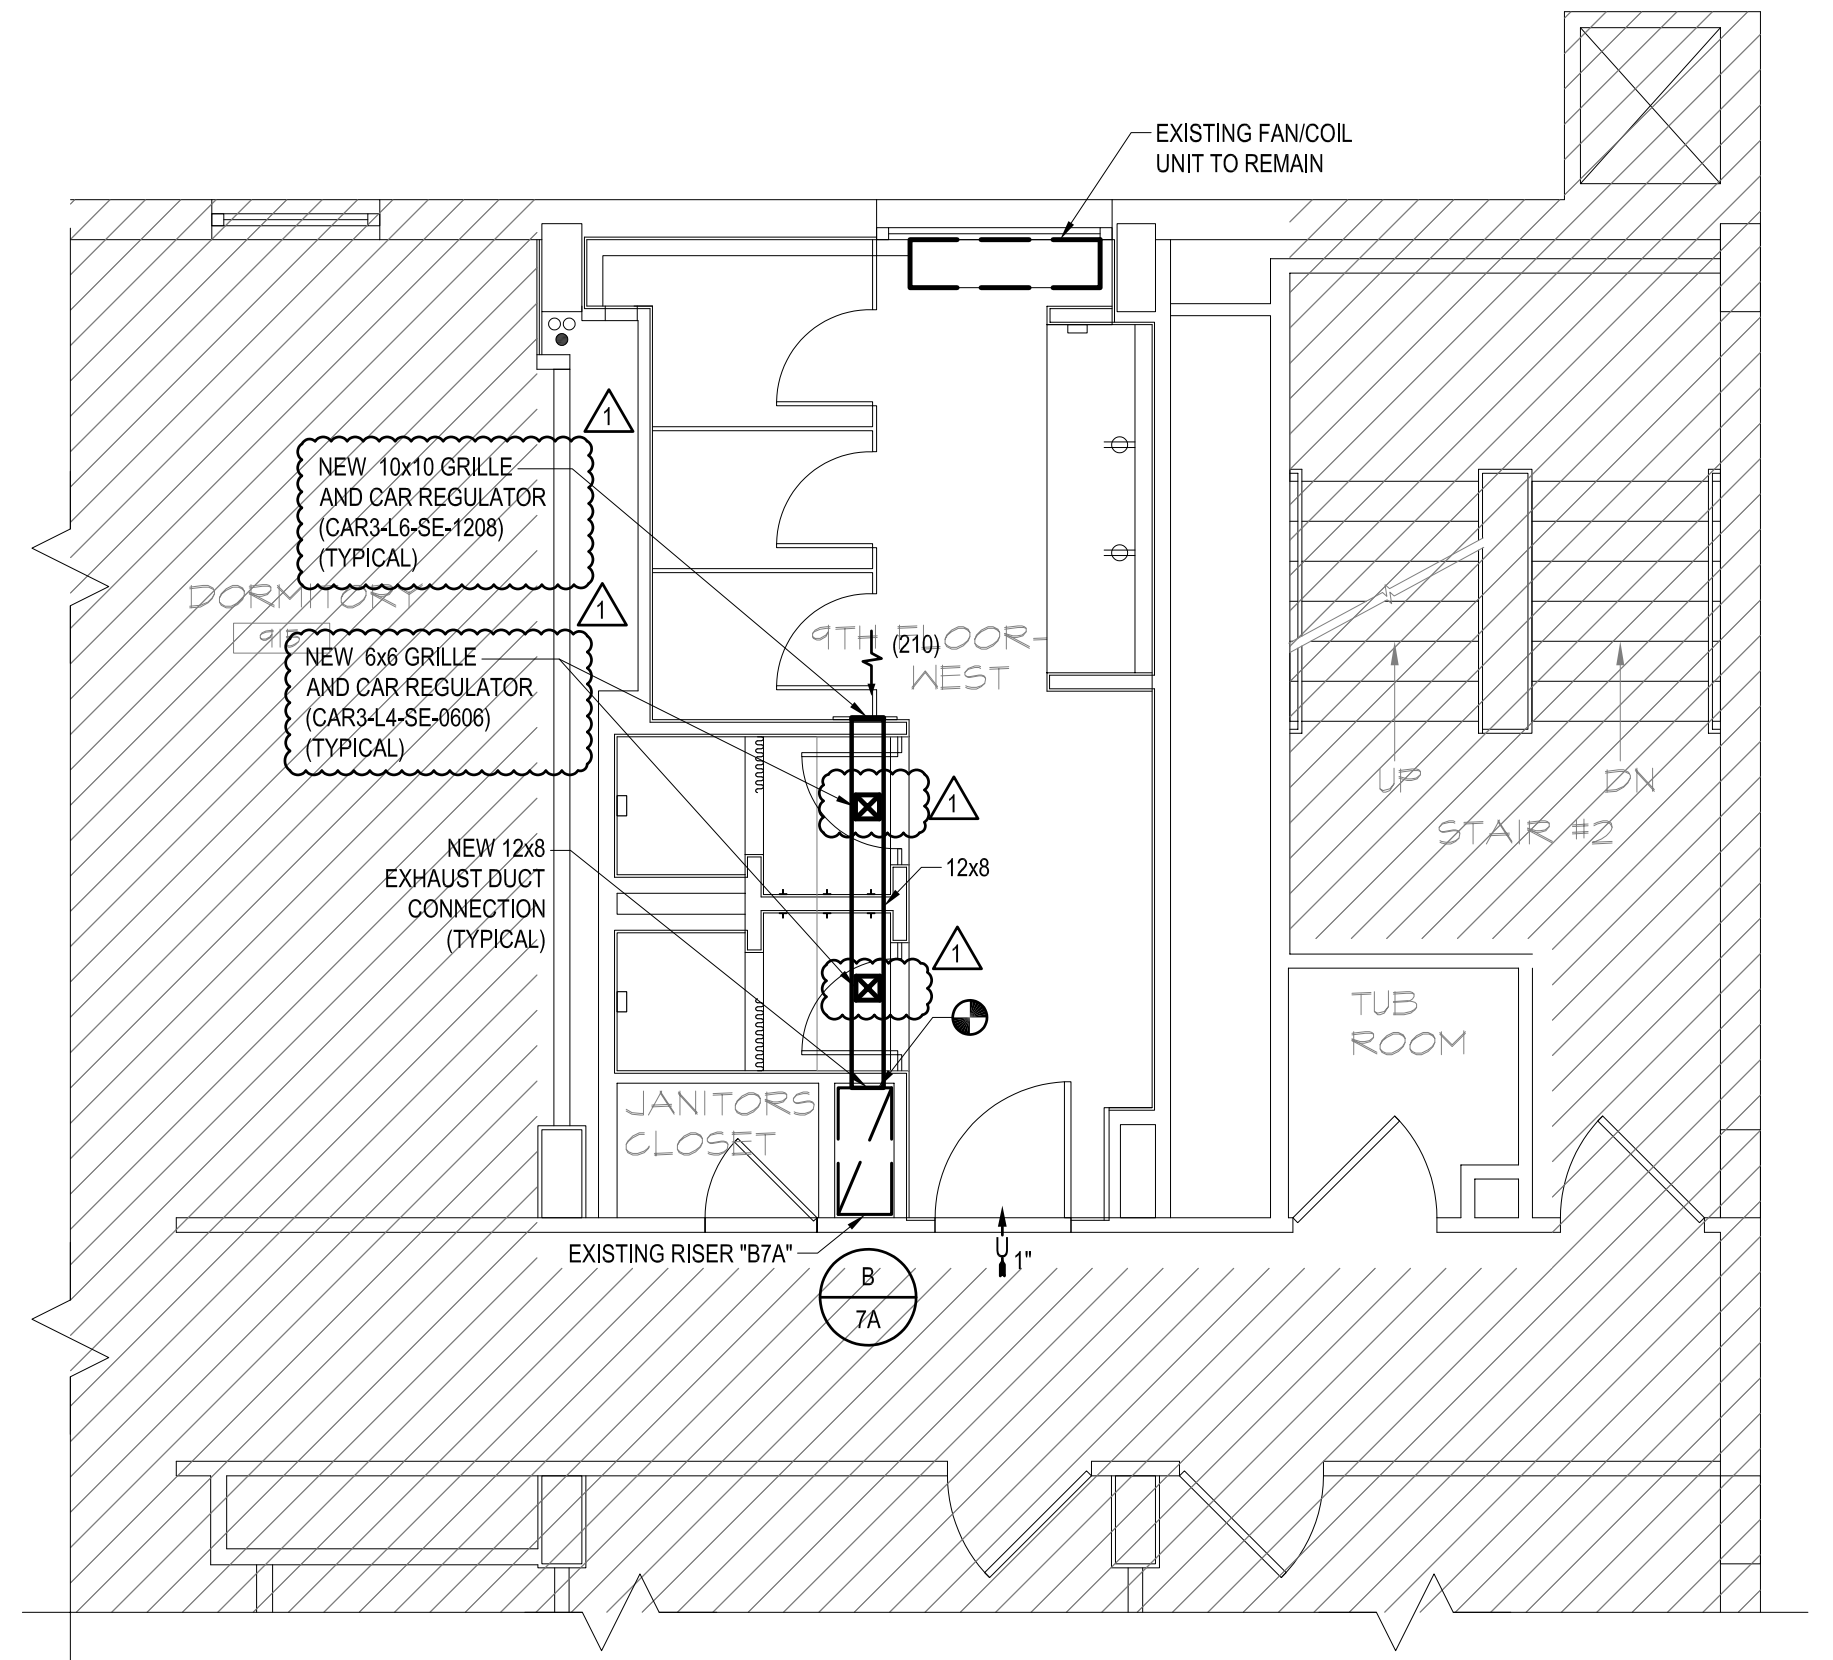 EXISTING FAN/COIL
UNIT TO REMAIN
1
NEW 10x10 GRILLE
AND CAR REGULATOR
(CAR3-L6-SE-1208)
(TYPICAL)
DORMITORY
1
NEW 6x6 GRILLE
AND CAR REGULATOR
(CAR3-L4-SE-0606)
(TYPICAL)
9TH FLOOR-
WEST
(210)
UP
DN
STAIR #2
1
NEW 12x8
EXHAUST DUCT
CONNECTION
(TYPICAL)
12x8
1
TUB
ROOM
JANITORS
CLOSET
EXISTING RISER "B7A"
U 1"
B
7A